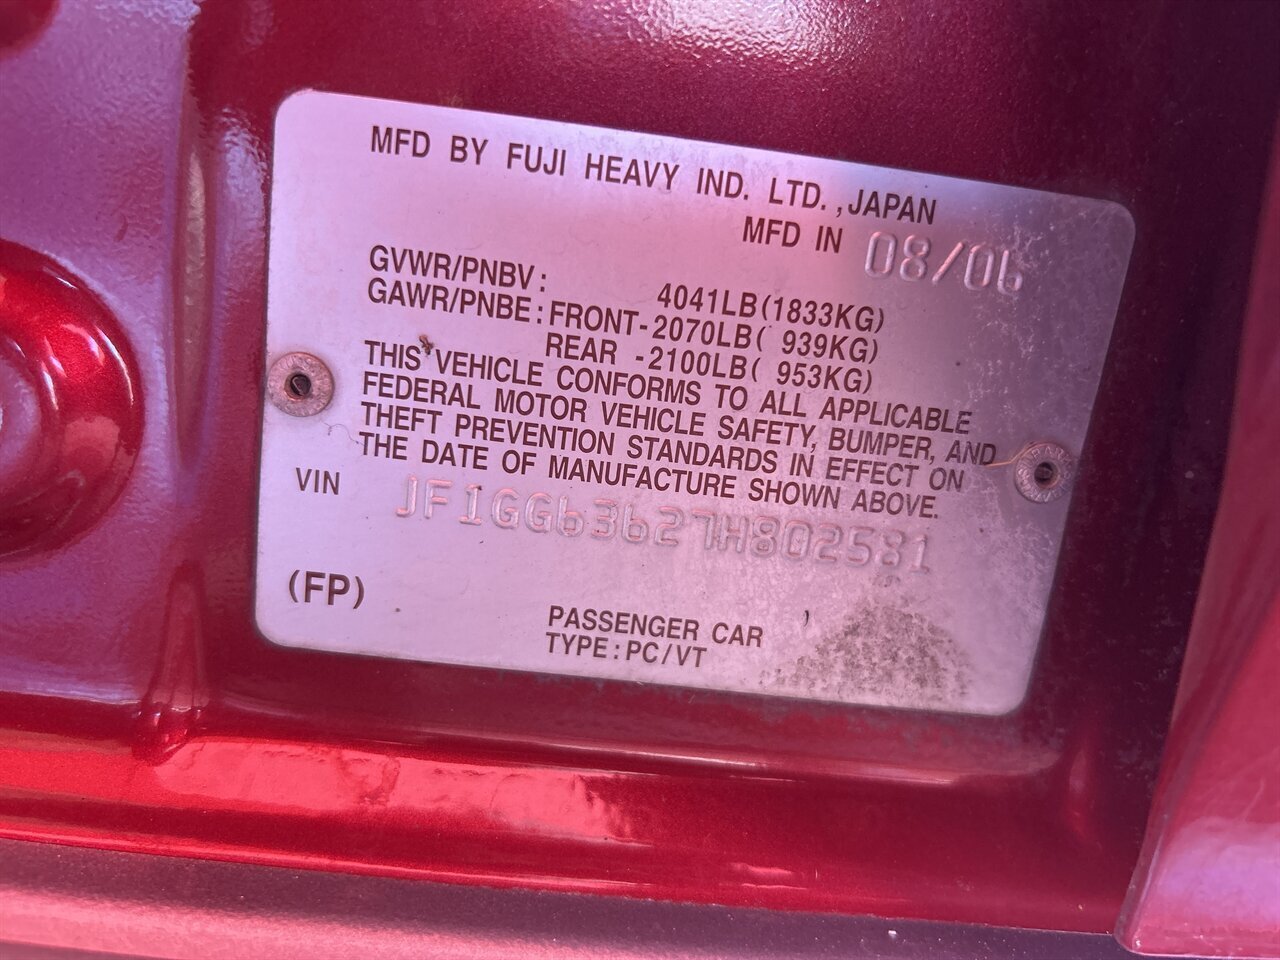 MFD BY FUJI HEAVY IND. LTD.,JAPAN
MFD IN 08/06
GVWR/PNBV: 4041LB(1833KG)
GAWR/PNBE:FRONT-2070LB( 939KG)
REAR -2100LB( 953KG)
THIS VEHICLE CONFORMS TO ALL APPLICABLE
FEDERAL MOTOR VEHICLE SAFETY, BUMPER, AND
THEFT PREVENTION STANDARDS IN EFFECT ON
THE DATE OF MANUFACTURE SHOWN ABOVE.
VIN JF1GG63627H802581
(FP)
PASSENGER CAR
TYPE:PC/VT